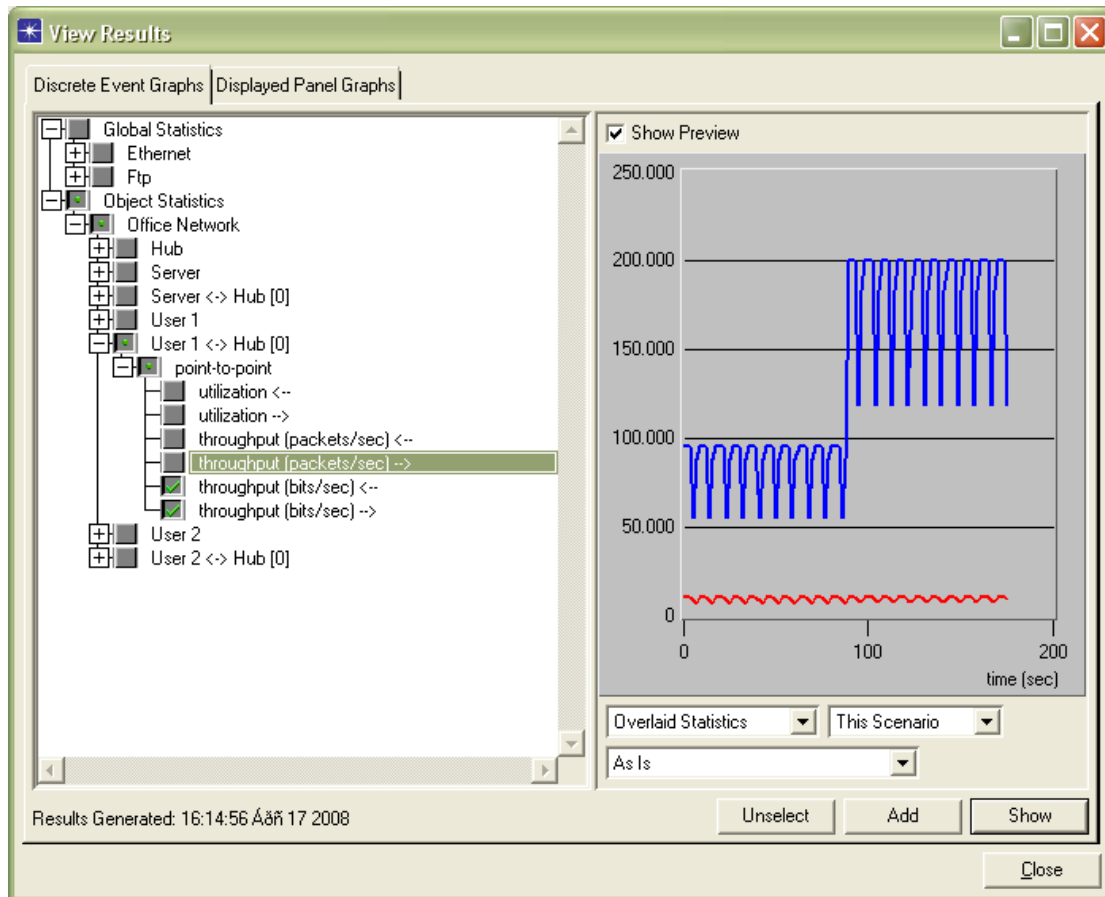 View Results
Discrete Event Graphs
Displayed Panel Graphs
Global Statistics
Ethernet
Ftp
Object Statistics
Office Network
Hub
Server
Server <-> Hub [0]
User 1
User 1 <-> Hub [0]
point-to-point
utilization <--
utilization -->
throughput (packets/sec) <--
throughput (packets/sec) -->
throughput (bits/sec) <--
throughput (bits/sec) -->
User 2
User 2 <-> Hub [0]
Show Preview
250.000
200.000
150.000
100.000
50.000
0
0 100 200
time (sec)
Overlaid Statistics
This Scenario
As Is
Results Generated: 16:14:56 Áðñ 17 2008
Unselect
Add
Show
Close